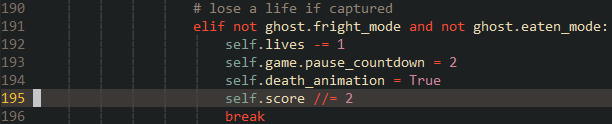 190 # lose a life if captured
191 elif not ghost.fright_mode and not ghost.eaten_mode:
192 self.lives -= 1
193 self.game.pause_countdown = 2
194 self.death_animation = True
195 self.score //= 2
196 break